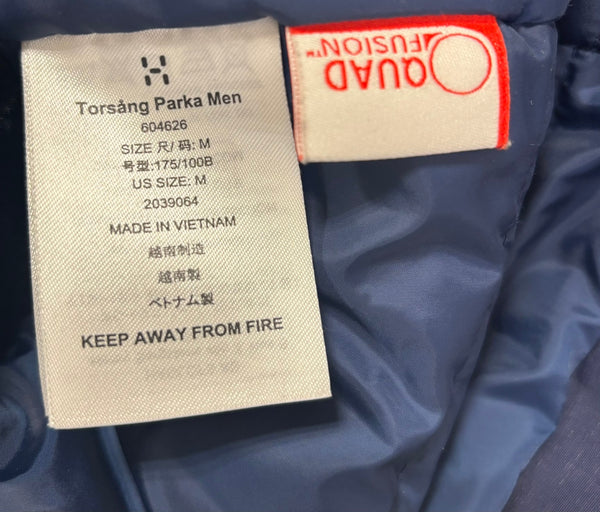 Torsång Parka Men
604626
SIZE 尺/ 码: M
号型:175/100B
US SIZE: M
2039064
MADE IN VIETNAM
越南制造
越南製
ベトナム製
KEEP AWAY FROM FIRE
QUAD
FUSION™